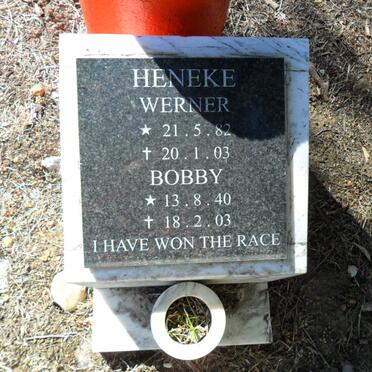 HENEKE
WERNER
★ 21.5.82
✝ 20.1.03
BOBBY
★ 13.8.40
✝ 18.2.03
I HAVE WON THE RACE